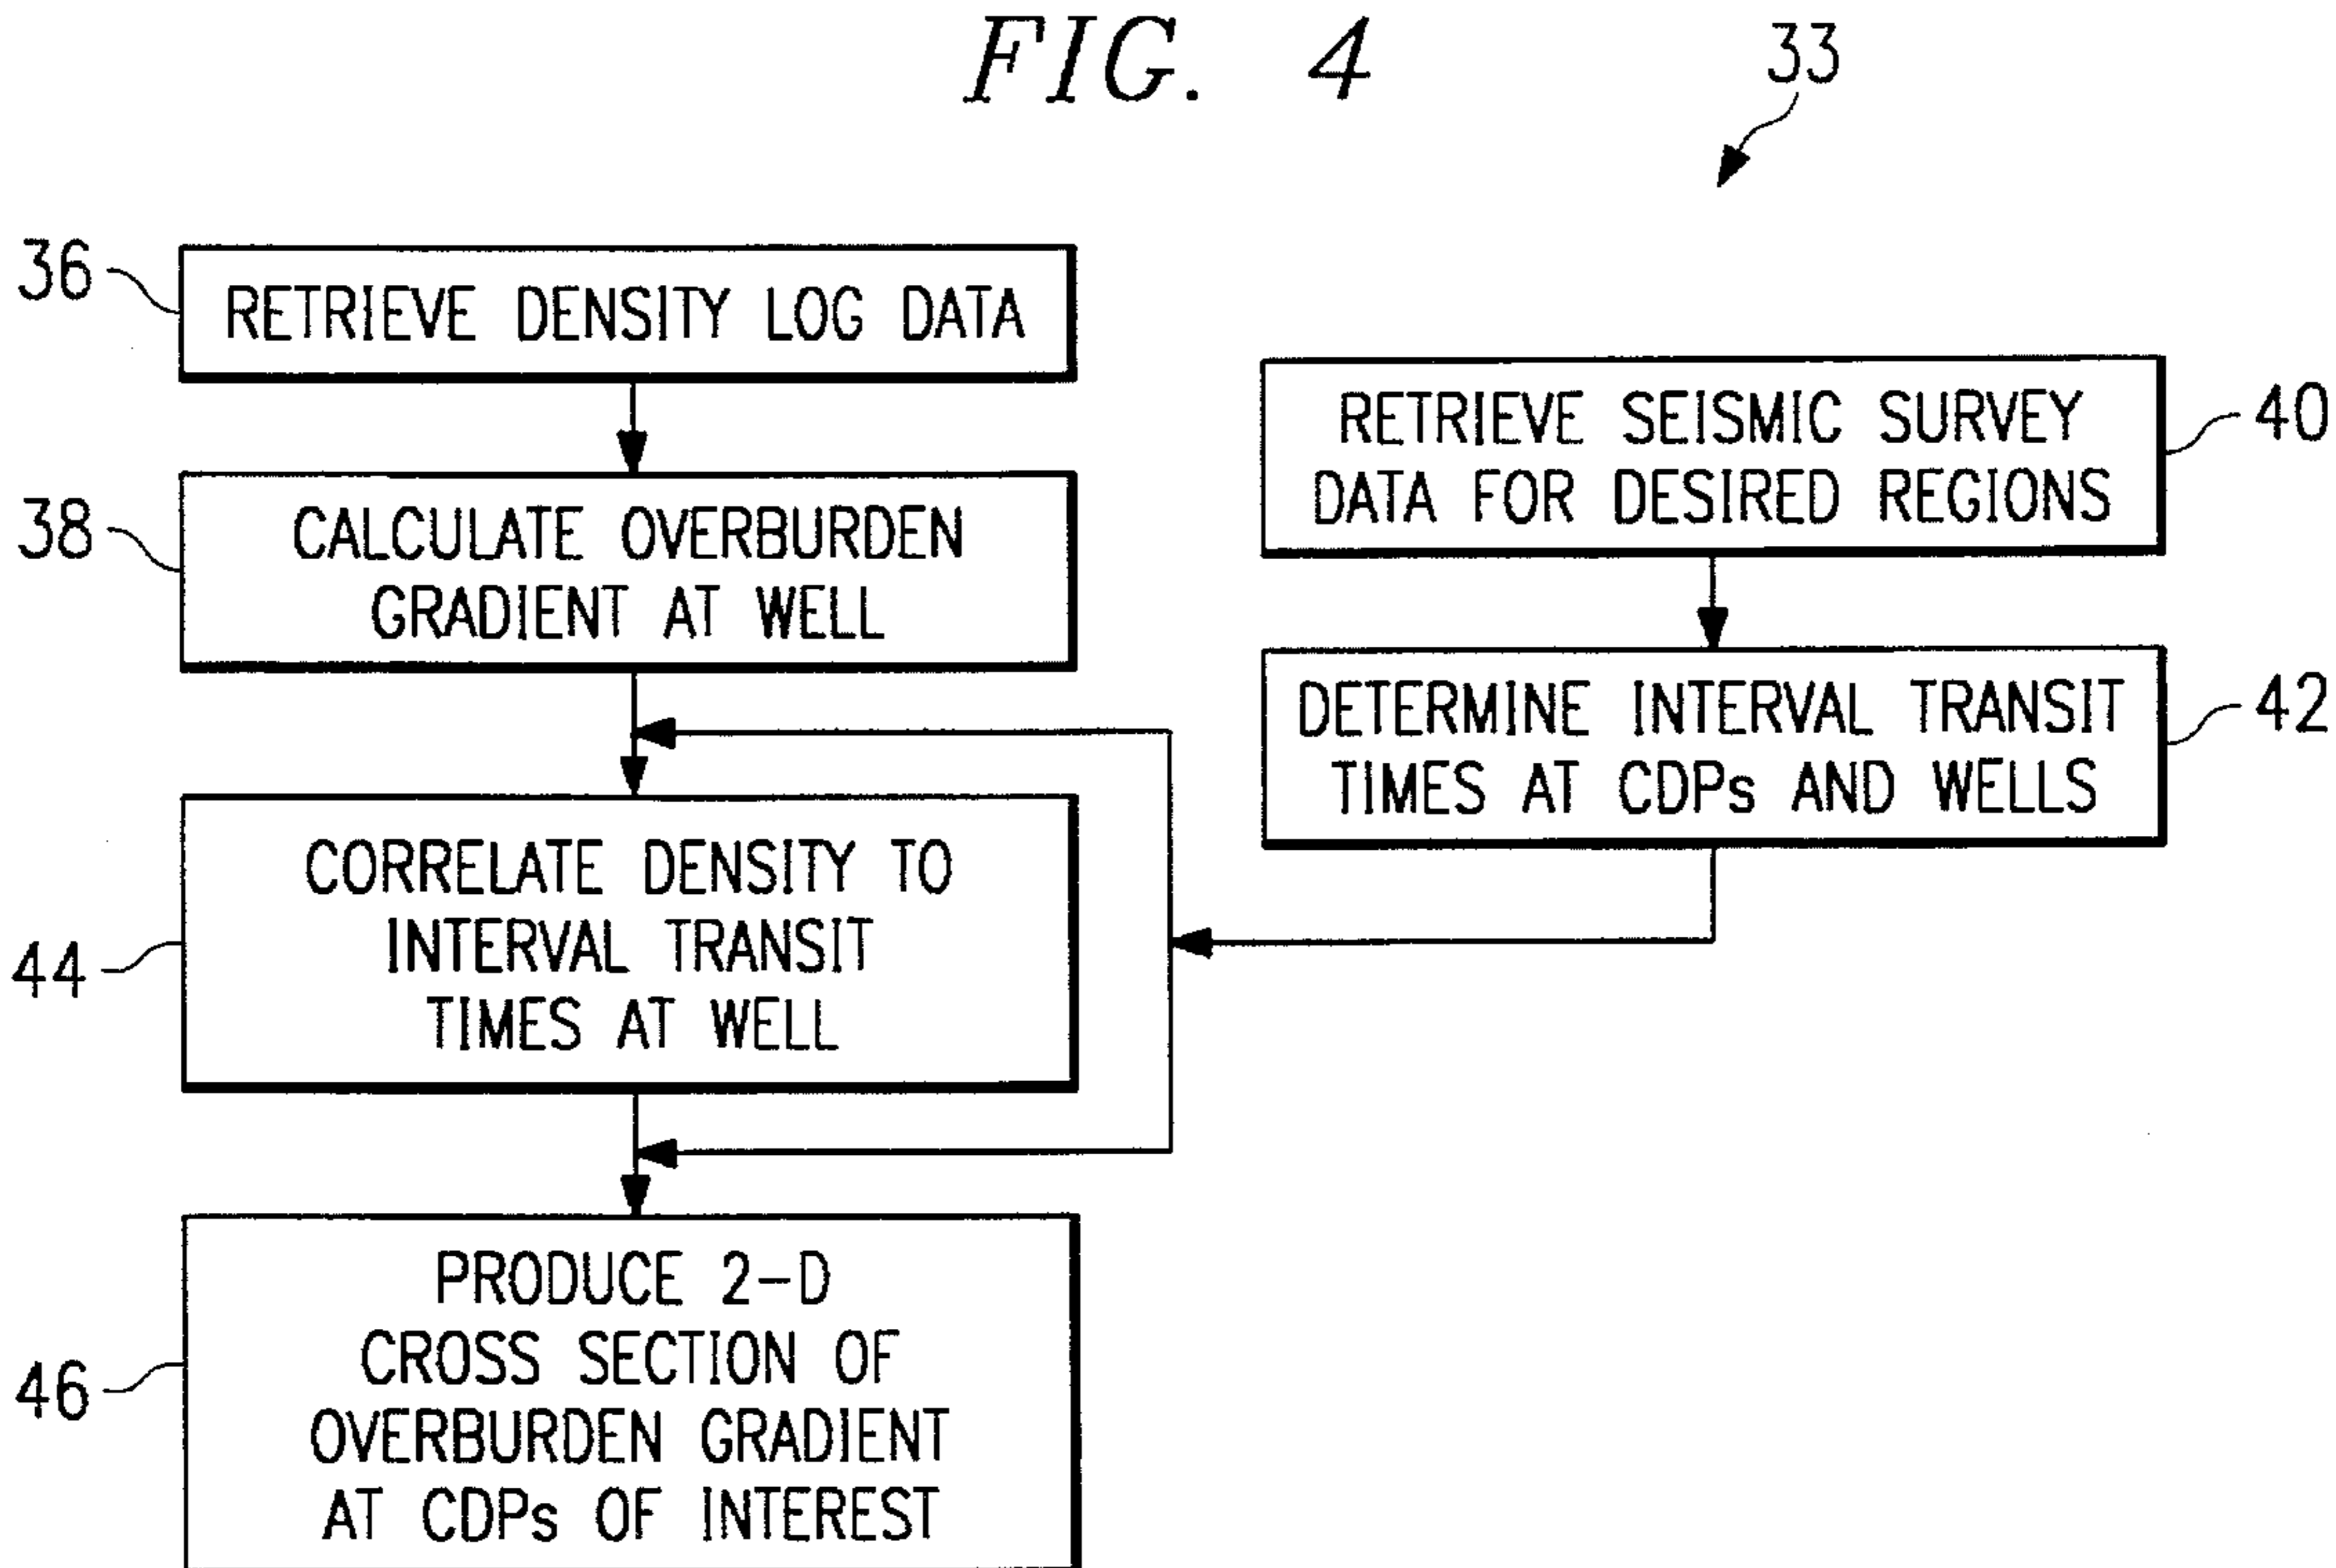 FIG. 4
33
36
RETRIEVE DENSITY LOG DATA
38
CALCULATE OVERBURDEN
GRADIENT AT WELL
40
RETRIEVE SEISMIC SURVEY
DATA FOR DESIRED REGIONS
42
DETERMINE INTERVAL TRANSIT
TIMES AT CDPs AND WELLS
44
CORRELATE DENSITY TO
INTERVAL TRANSIT
TIMES AT WELL
46
PRODUCE 2-D
CROSS SECTION OF
OVERBURDEN GRADIENT
AT CDPs OF INTEREST